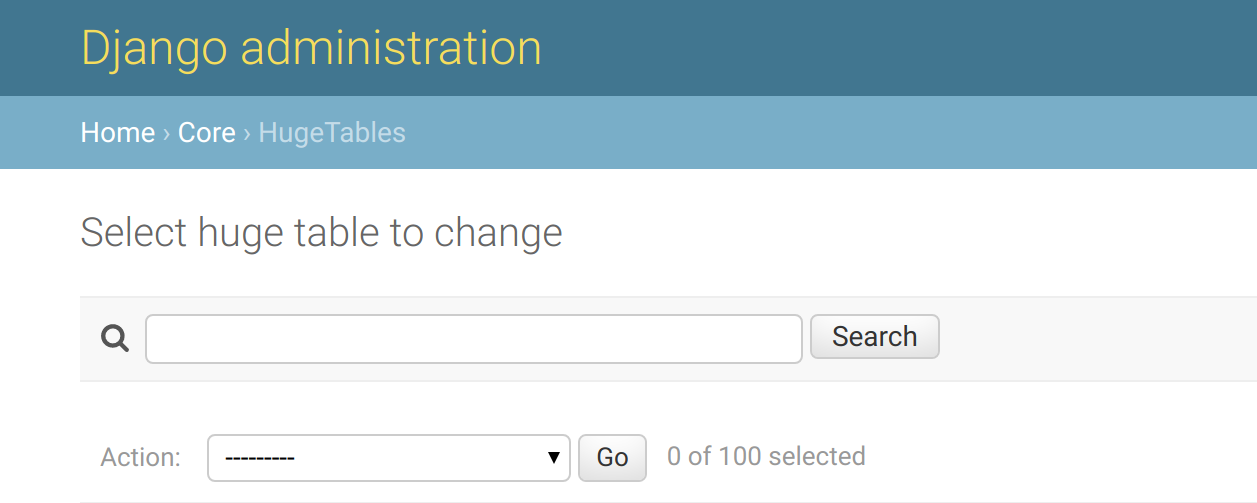 Django administration
Home › Core › HugeTables
Select huge table to change
Search
Action: --------- Go 0 of 100 selected